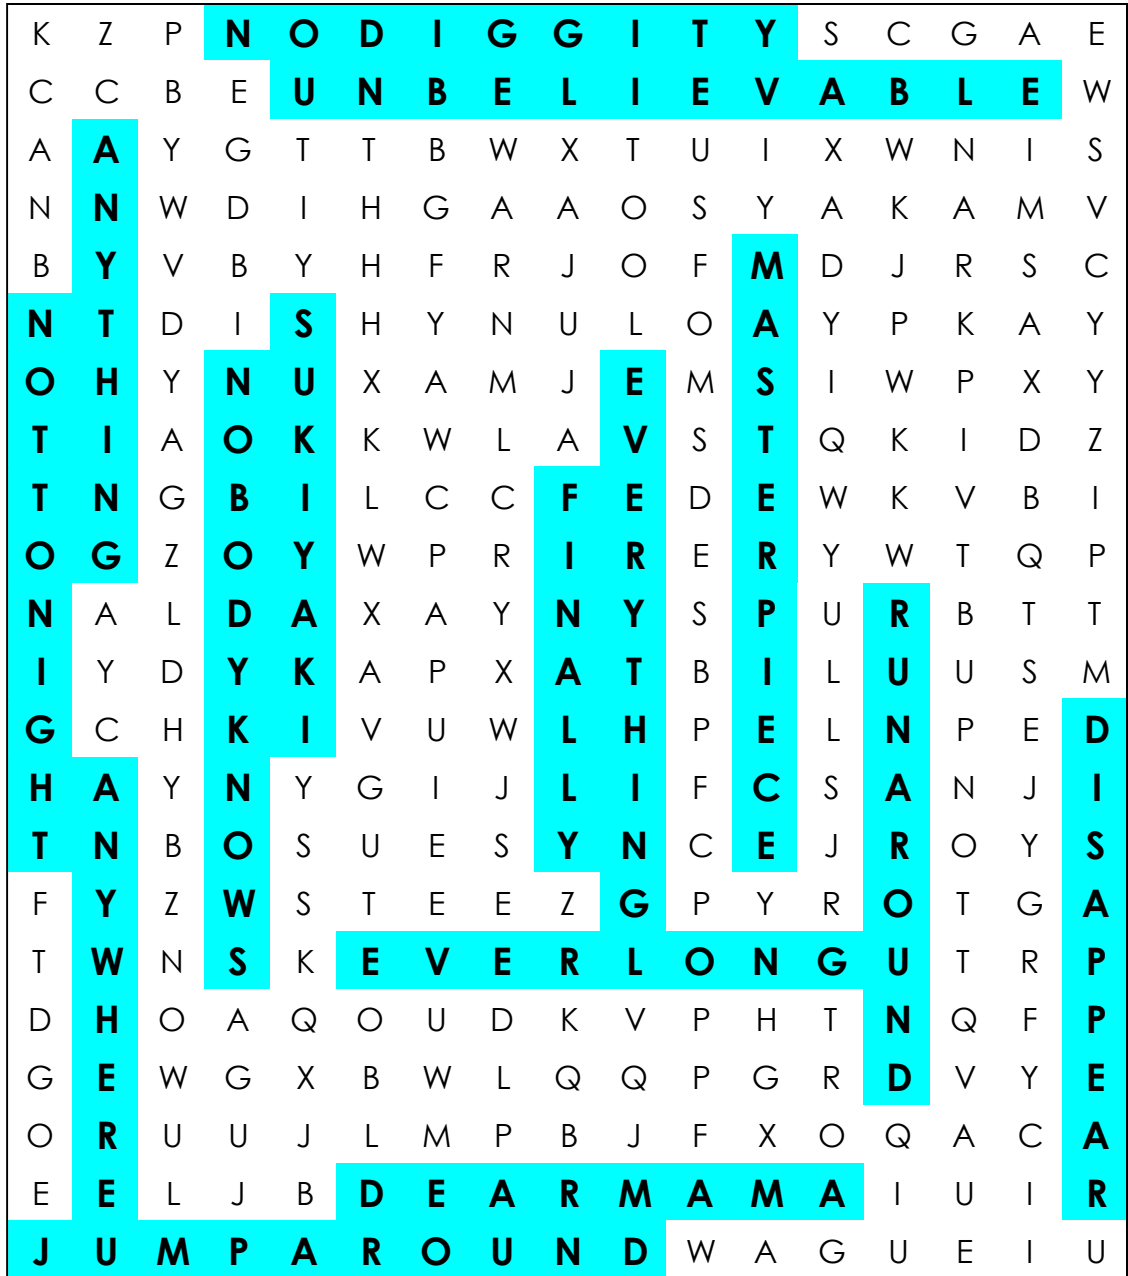 K Z P N O D I G G I T Y S C G A E
C C B E U N B E L I E V A B L E W
A A Y G T T B W X T U I X W N I S
N N W D I H G A A O S Y A K A M V
B Y V B Y H F R J O F M D J R S C
N T D I S H Y N U L O A Y P K A Y
O H Y N U X A M J E M S I W P X Y
T I A O K K W L A V S T Q K I D Z
T N G B I L C C F E D E W K V B I
O G Z O Y W P R I R E R Y W T Q P
N A L D A X A Y N Y S P U R B T T
I Y D Y K A P X A T B I L U U S M
G C H K I V U W L H P E L N P E D
H A Y N Y G I J L I F C S A N J I
T N B O S U E S Y N C E J R O Y S
F Y Z W S T E E Z G P Y R O T G A
T W N S K E V E R L O N G U T R P
D H O A Q O U D K V P H T N Q F P
G E W G X B W L Q Q P G R D V Y E
O R U U J L M P B J F X O Q A C A
E E L J B D E A R M A M A I U I R
J U M P A R O U N D W A G U E I U